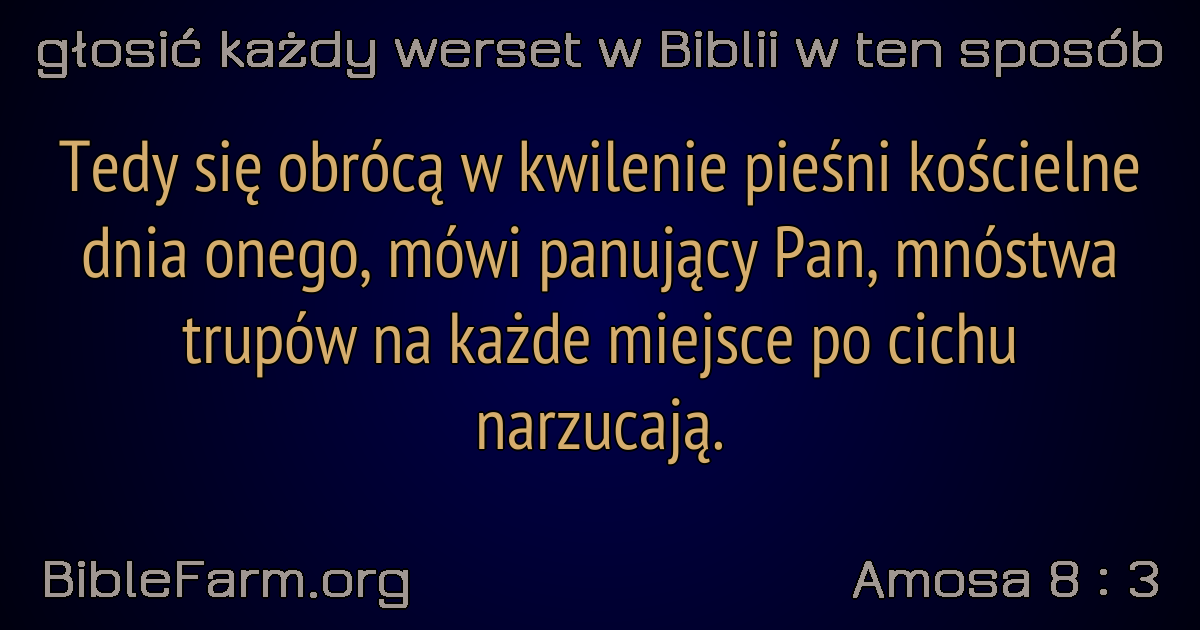 głosić każdy werset w Biblii w ten sposób
Tedy się obrócą w kwilenie pieśni kościelne
dnia onego, mówi panujący Pan, mnóstwa
trupów na każde miejsce po cichu
narzucają.
BibleFarm.org
Amosa 8 : 3